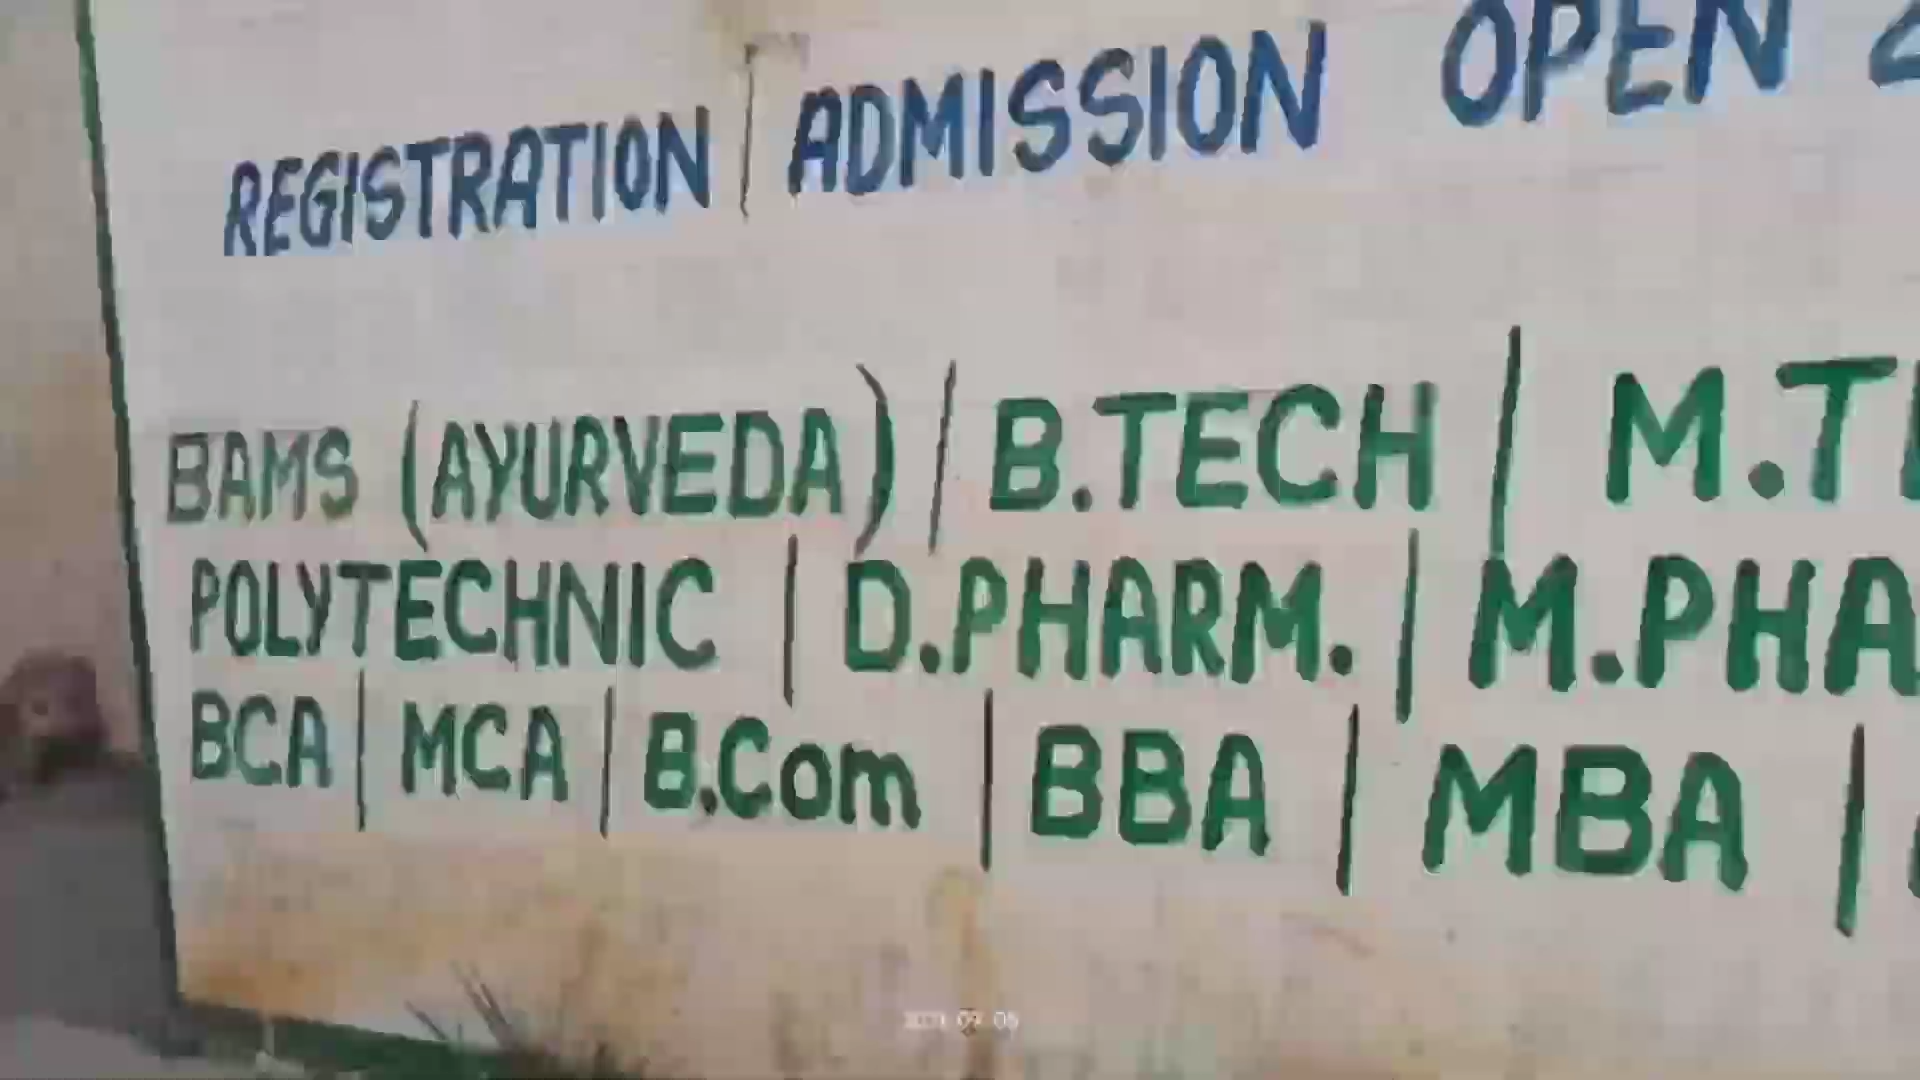 REGISTRATION | ADMISSION OPEN
BAMS (AYURVEDA) / B.TECH |
POLYTECHNIC | D.PHARM. |
BCA | MCA | B.Com | BBA | MBA |